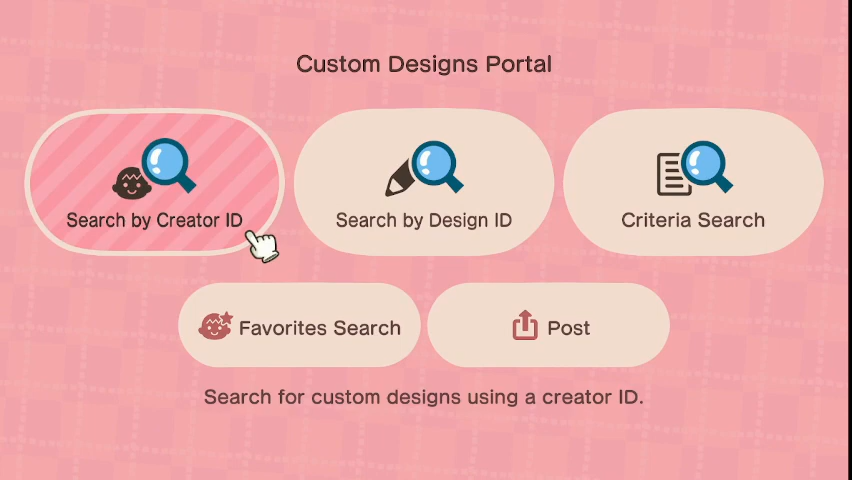 Custom Designs Portal
Search by Creator ID
Search by Design ID
Criteria Search
Favorites Search
Post
Search for custom designs using a creator ID.